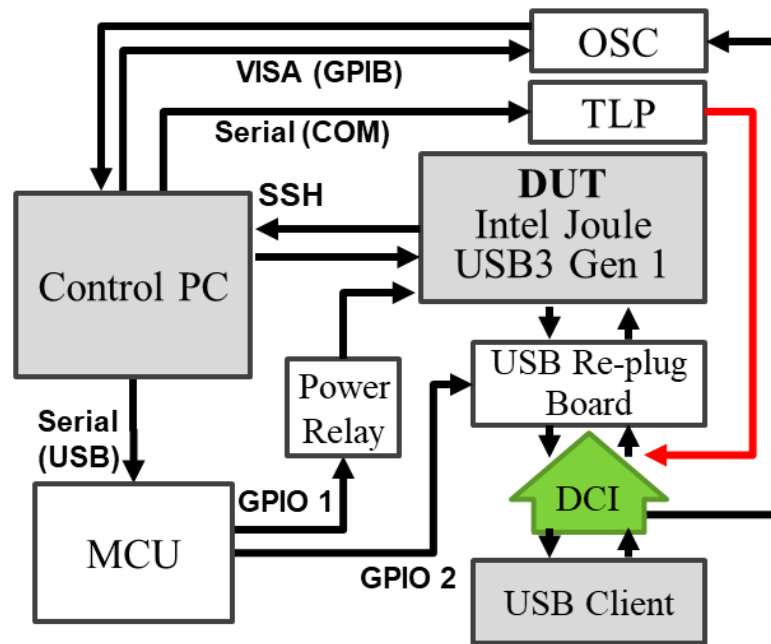 OSC
VISA (GPIB)
TLP
Serial (COM)
DUT
Intel Joule
USB3 Gen 1
SSH
Control PC
USB Re-plug
Board
Power
Relay
Serial
(USB)
GPIO 1
DCI
MCU
GPIO 2
USB Client